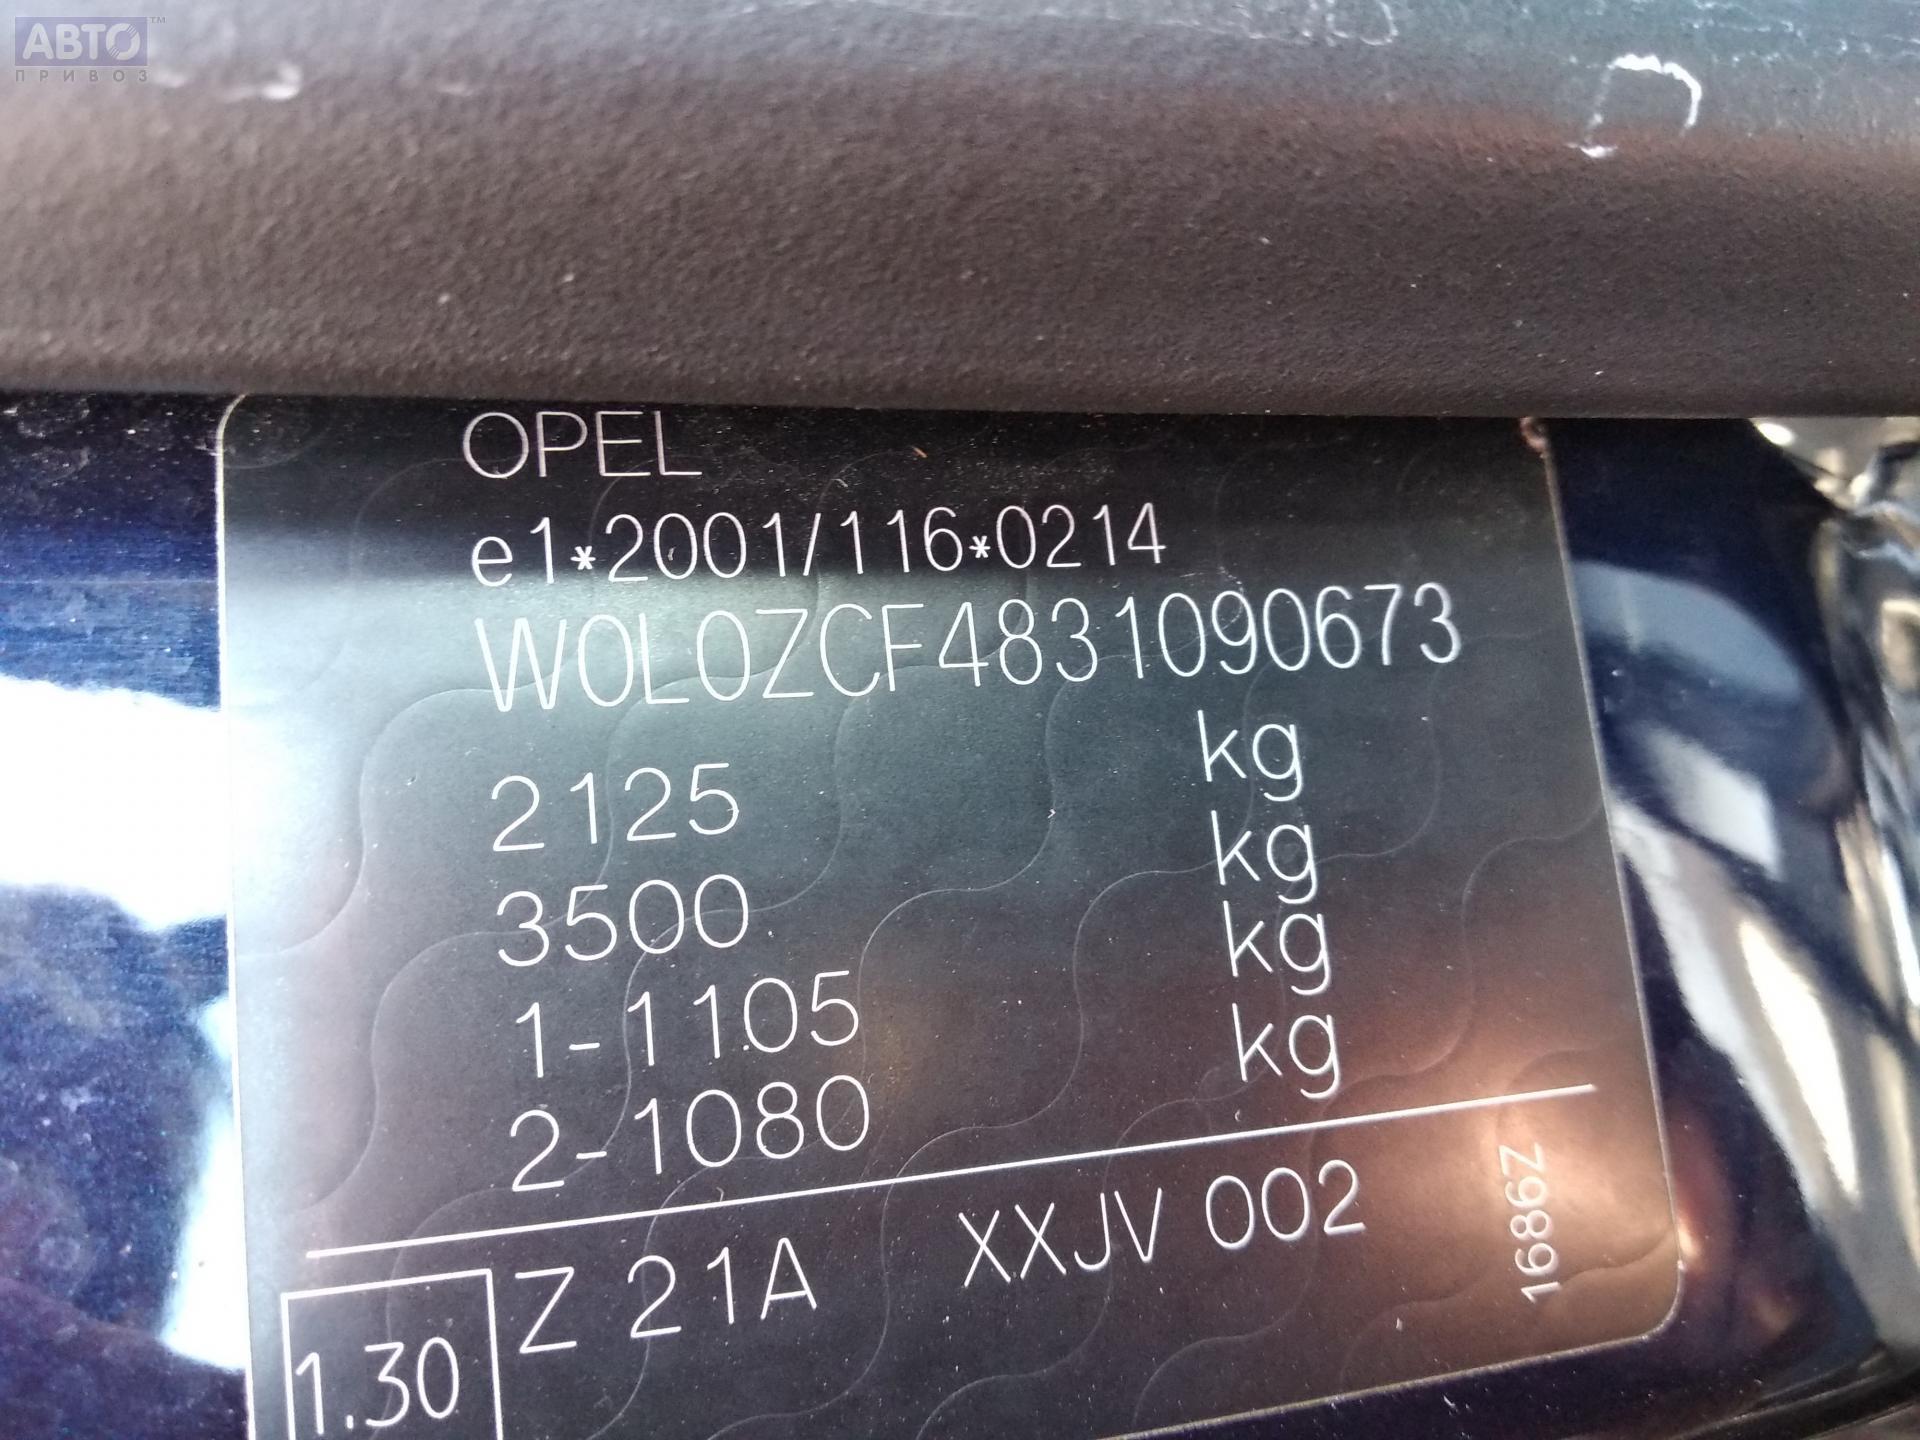 АВТО™
ПРИВОЗ
OPEL
e1*2001/116*0214
W0L0ZCF4831090673
2125 kg
3500 kg
1-1105 kg
2-1080 kg
1.30 Z 21A XXJV 002
1686Z